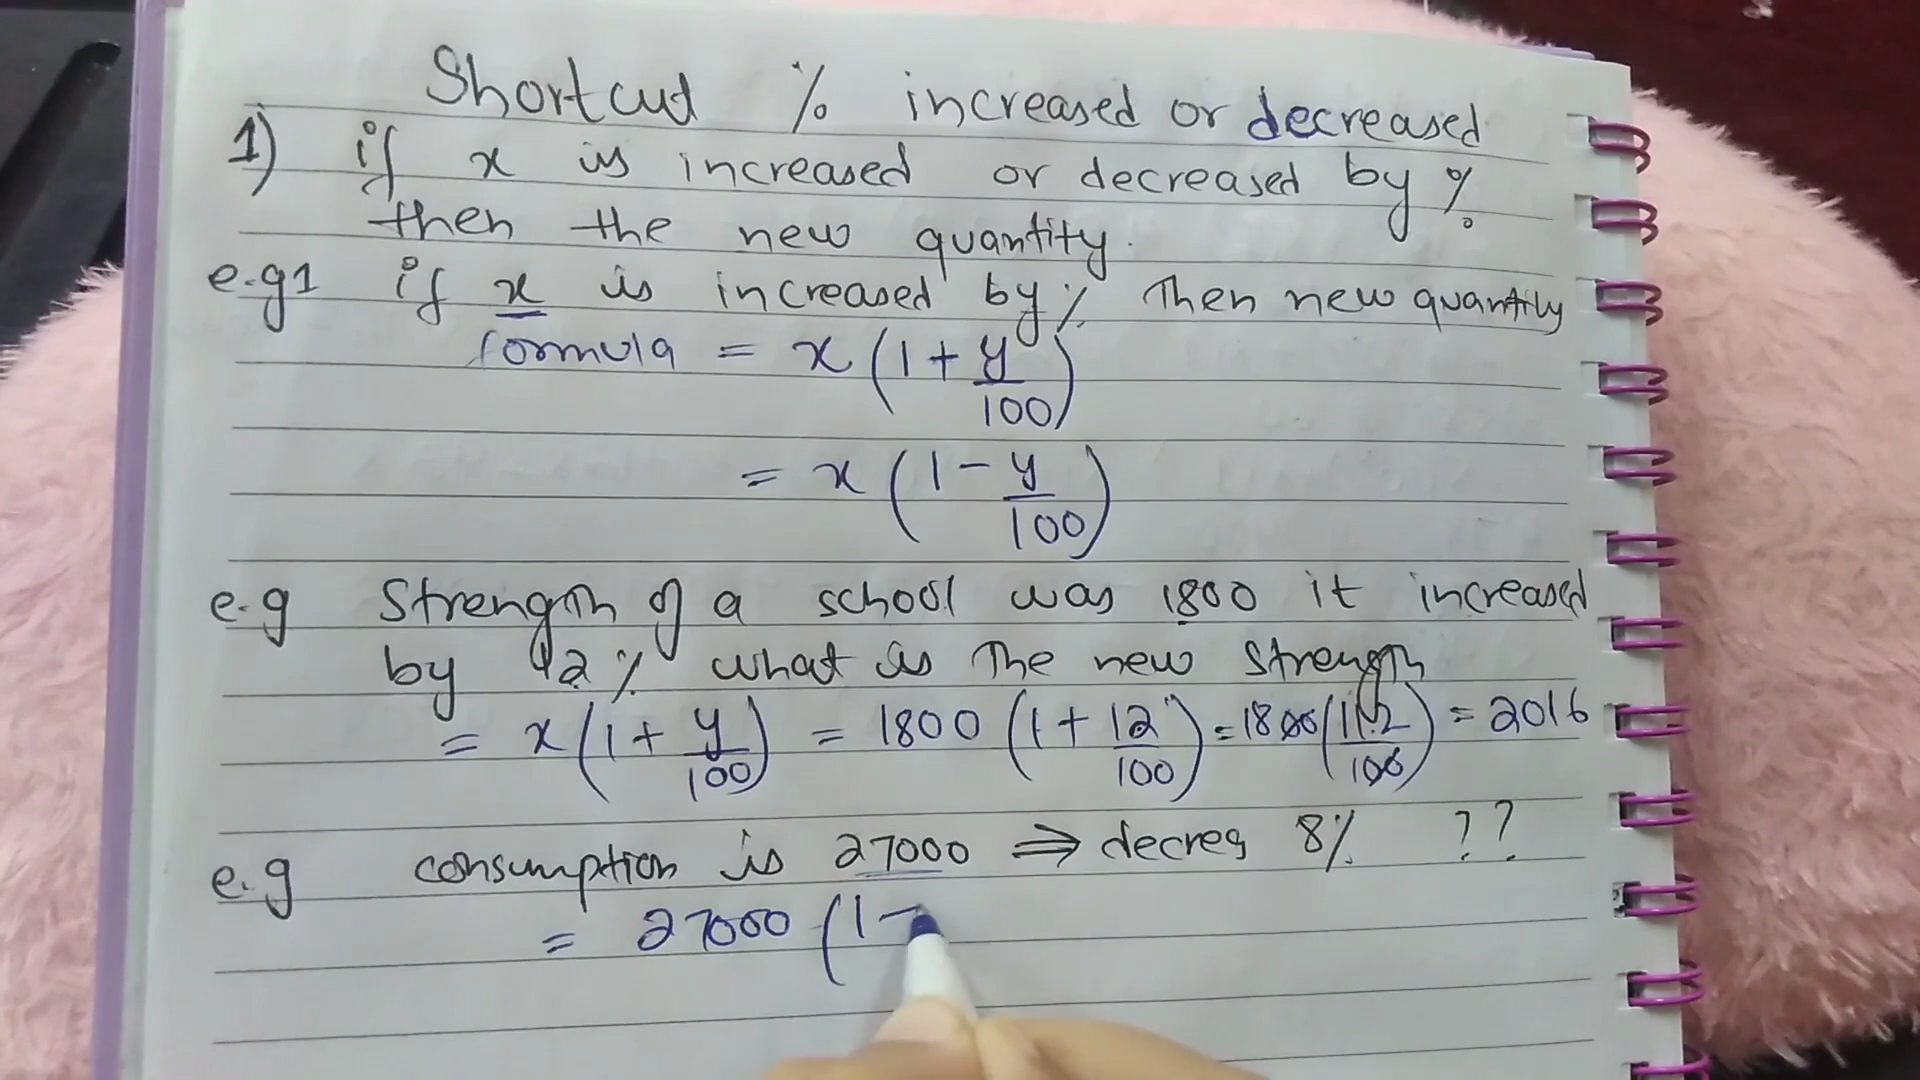 Shortcut % increased or decreased
1) if x is increased or decreased by %
then the new quantity.
e.g1 if x is increased by % Then new quantity
formula = x (1 + y/100)
= x (1 - y/100)
e.g Strength of a school was 1800 it increased
by 12 % what is The new Strength
= x (1 + y/100) = 1800 (1 + 12/100) = 1800 (112/100) = 2016
e.g consumption is 27000 ⇒ decres 8% ??
= 27000 (1 -